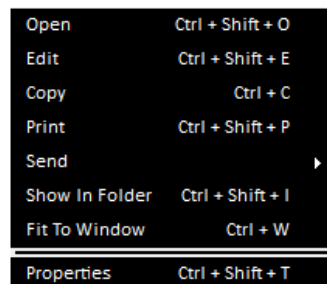 Open Ctrl + Shift + O
Edit Ctrl + Shift + E
Copy Ctrl + C
Print Ctrl + Shift + P
Send
Show In Folder Ctrl + Shift + I
Fit To Window Ctrl + W
Properties Ctrl + Shift + T